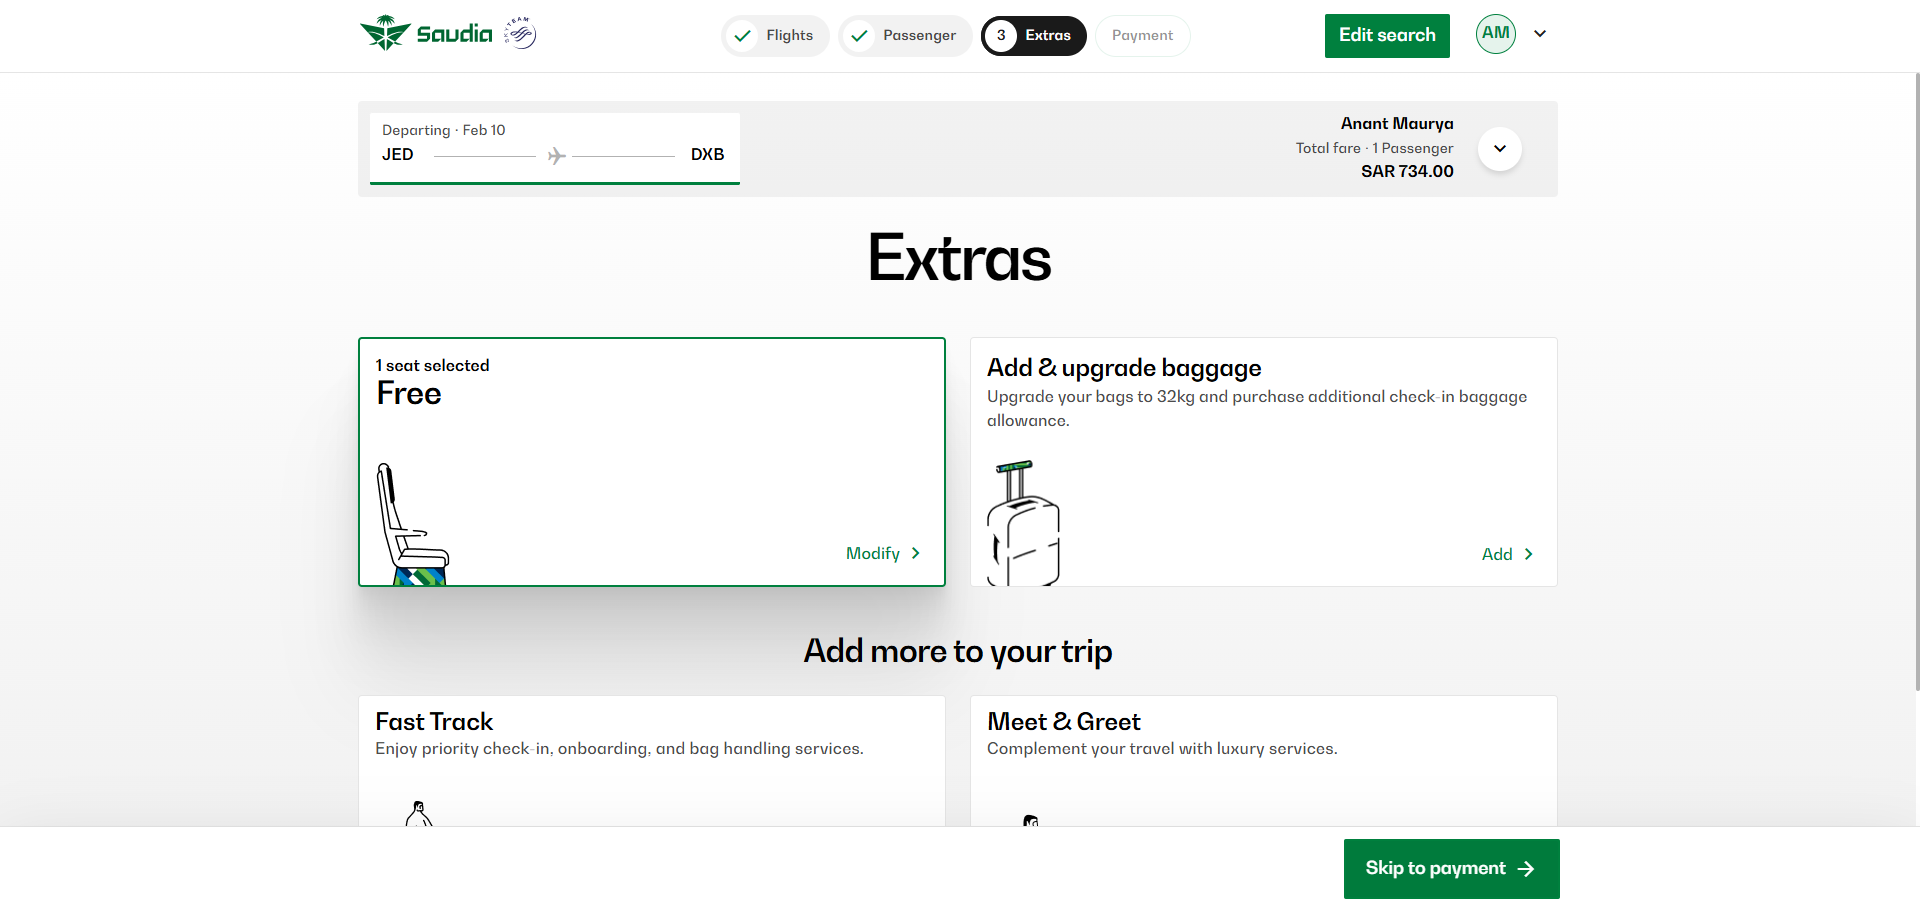 Saudia
SKYTEAM
Flights
Passenger
3 Extras
Payment
Edit search
AM
Departing · Feb 10
JED
DXB
Anant Maurya
Total fare · 1 Passenger
SAR 734.00
Extras
1 seat selected
Free
Modify
Add & upgrade baggage
Upgrade your bags to 32kg and purchase additional check-in baggage
allowance.
Add
Add more to your trip
Fast Track
Enjoy priority check-in, onboarding, and bag handling services.
Meet & Greet
Complement your travel with luxury services.
Skip to payment